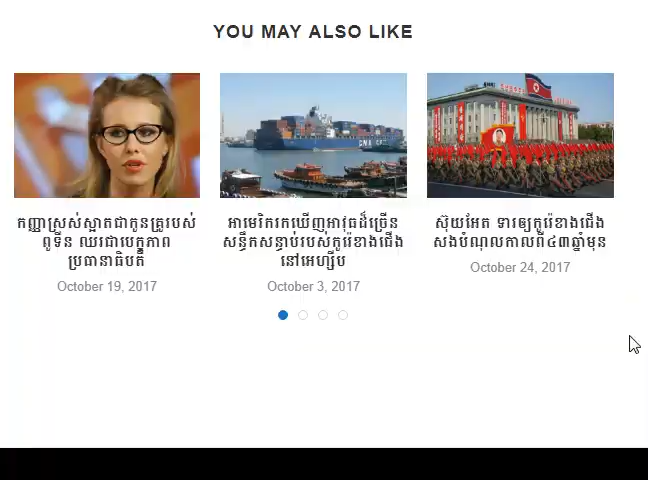 YOU MAY ALSO LIKE
កញ្ញាស្រស់ស្អាតជាកូនត្រូវរបស់
ពូទីន ឈរជាបេក្ខភាព
ប្រធានាធិបតី
October 19, 2017
អាមេរិករកឃើញអាវុធដ៏ច្រើន
សន្ធឹកសន្ធាប់របស់កូរ៉េខាងជើង
នៅអេហ្ស៊ីប
October 3, 2017
ស៊ុយអែត ទារឲ្យកូរ៉េខាងជើង
សងបំណុលកាលពី៤៣ឆ្នាំមុន
October 24, 2017